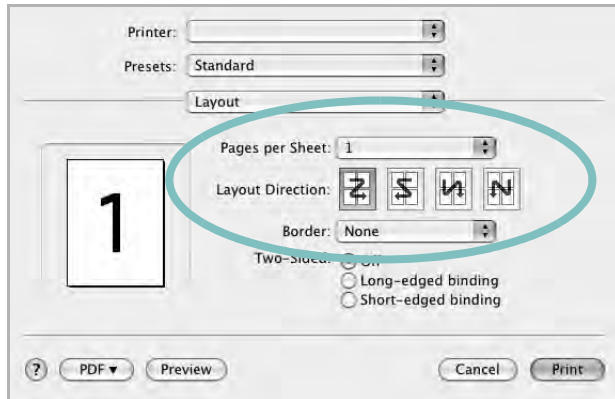 Printer:
Presets: Standard
Layout
Pages per Sheet: 1
Layout Direction:
Border: None
Two-Sided: Off
Long-edged binding
Short-edged binding
1
? PDF▼ Preview Cancel Print